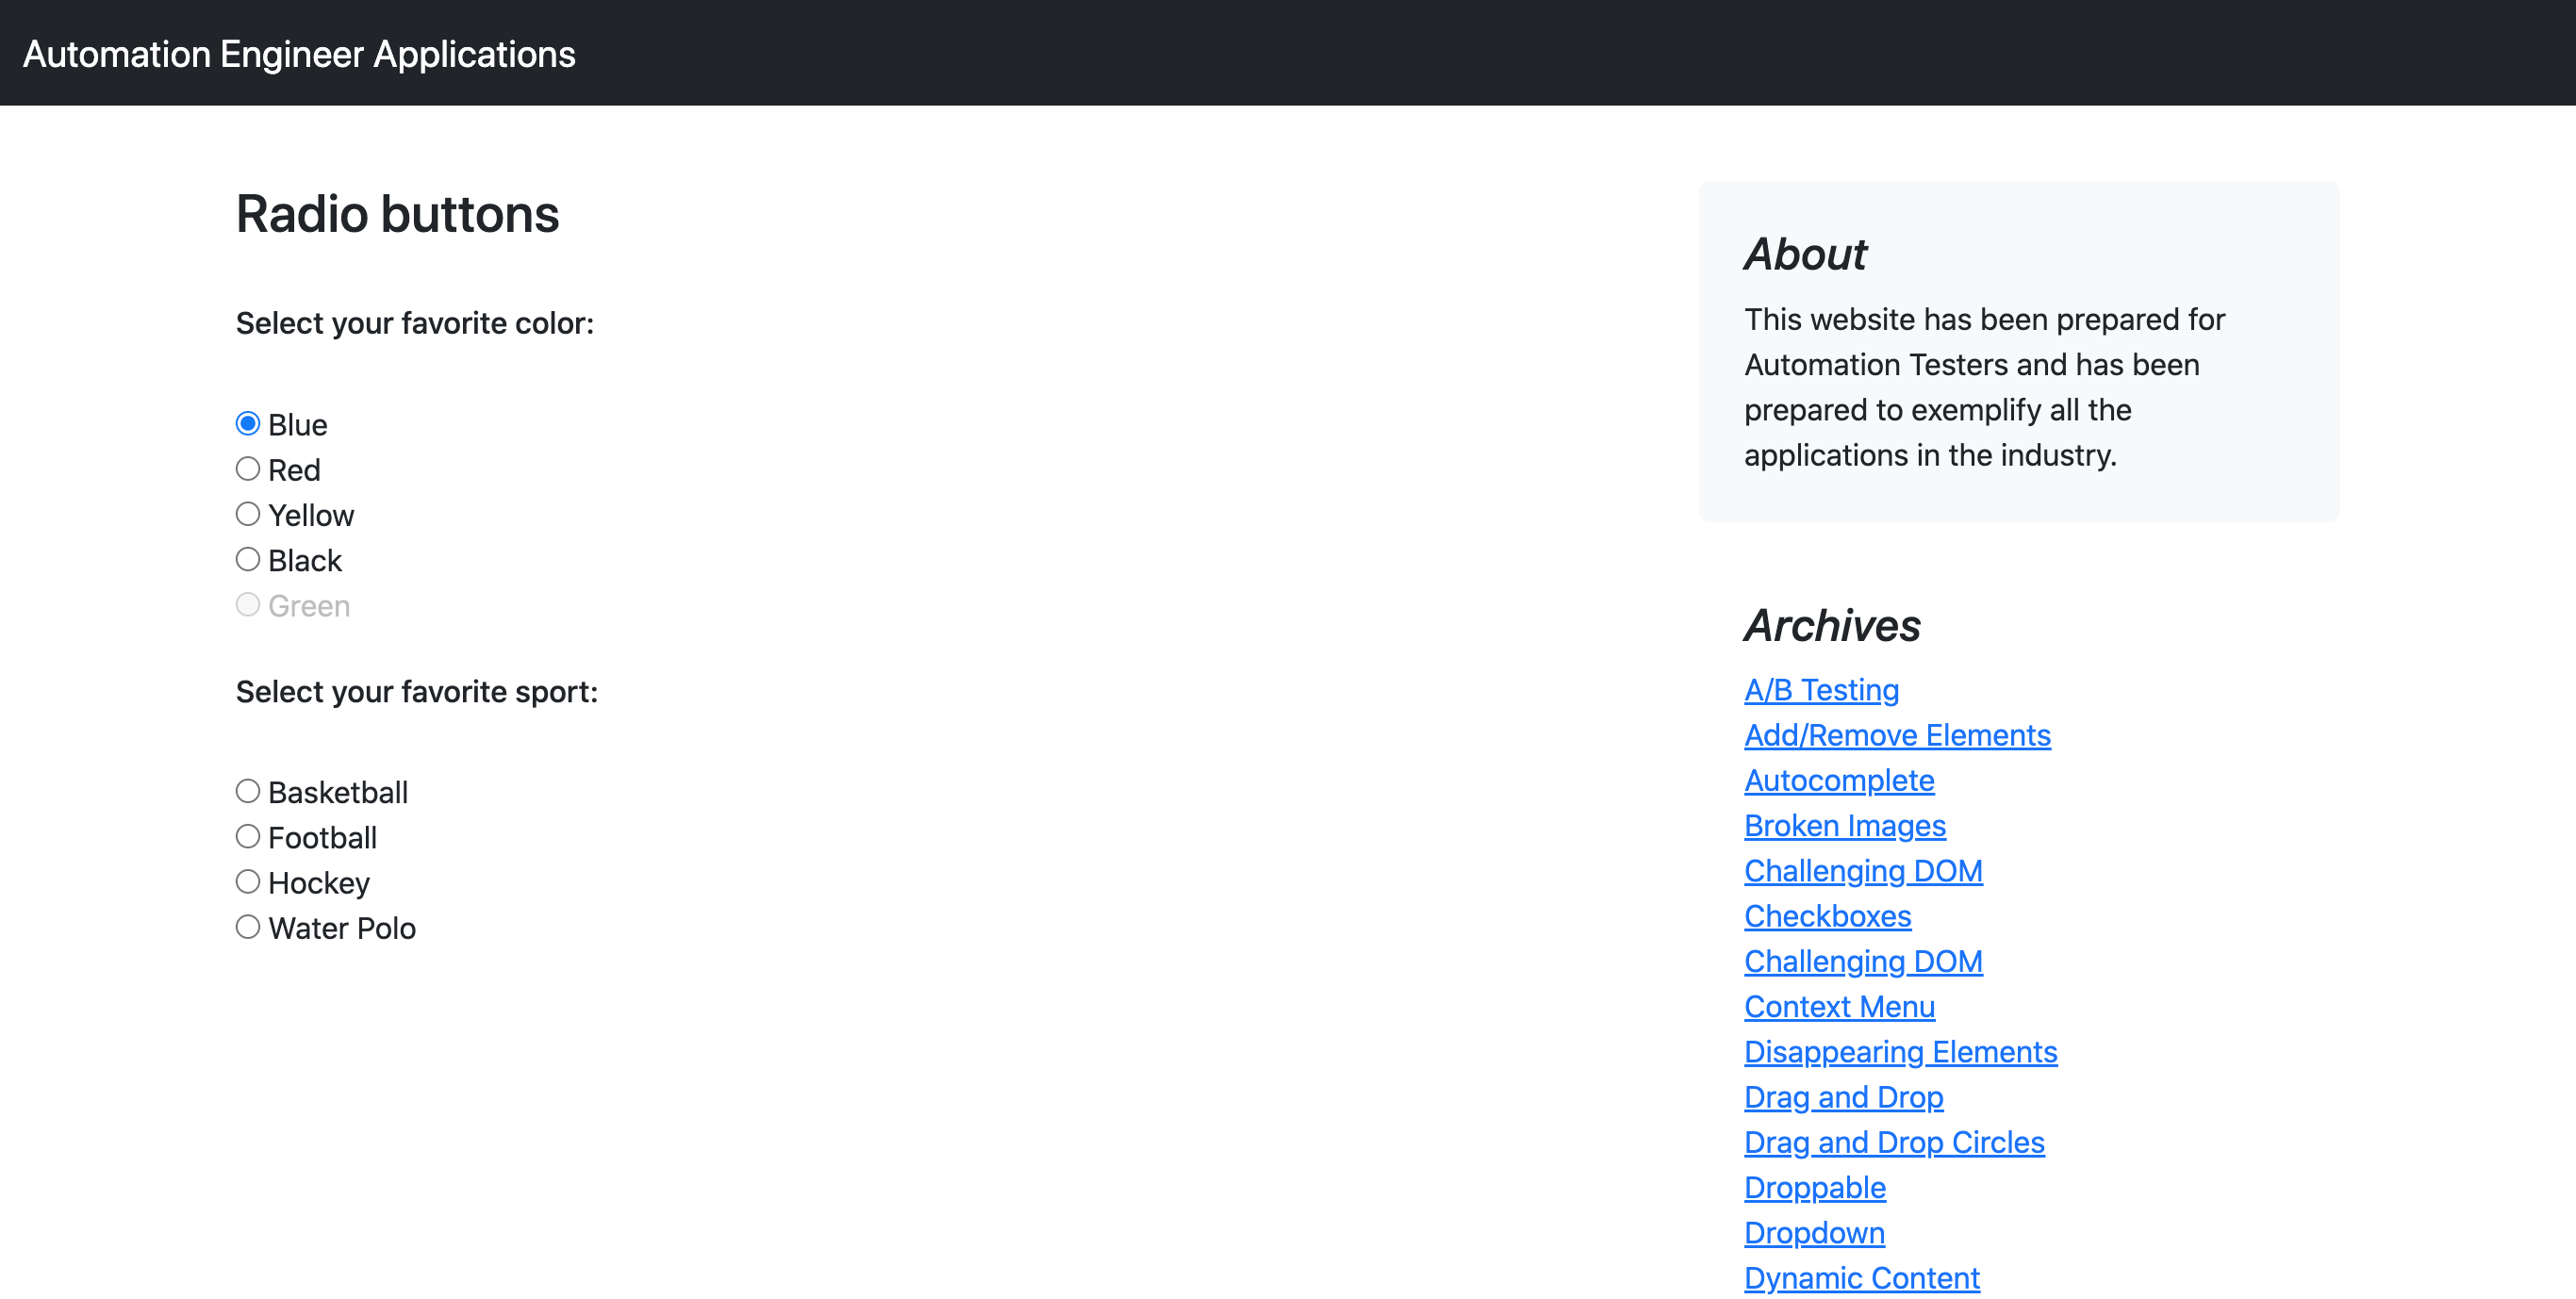 Automation Engineer Applications
Radio buttons
Select your favorite color:
Blue
Red
Yellow
Black
Green
Select your favorite sport:
Basketball
Football
Hockey
Water Polo
About
This website has been prepared for
Automation Testers and has been
prepared to exemplify all the
applications in the industry.
Archives
A/B Testing
Add/Remove Elements
Autocomplete
Broken Images
Challenging DOM
Checkboxes
Challenging DOM
Context Menu
Disappearing Elements
Drag and Drop
Drag and Drop Circles
Droppable
Dropdown
Dynamic Content